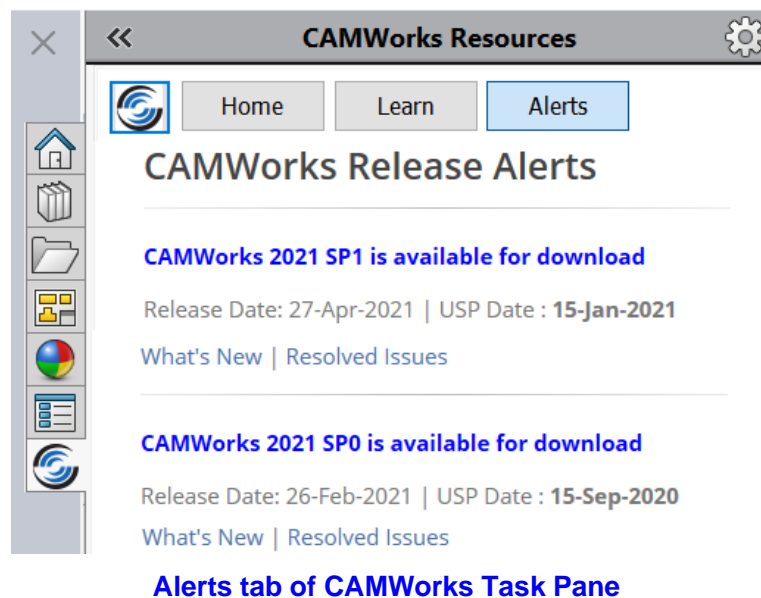 CAMWorks Resources
Home Learn Alerts
CAMWorks Release Alerts
CAMWorks 2021 SP1 is available for download
Release Date: 27-Apr-2021 | USP Date : 15-Jan-2021
What's New | Resolved Issues
CAMWorks 2021 SP0 is available for download
Release Date: 26-Feb-2021 | USP Date : 15-Sep-2020
What's New | Resolved Issues
Alerts tab of CAMWorks Task Pane